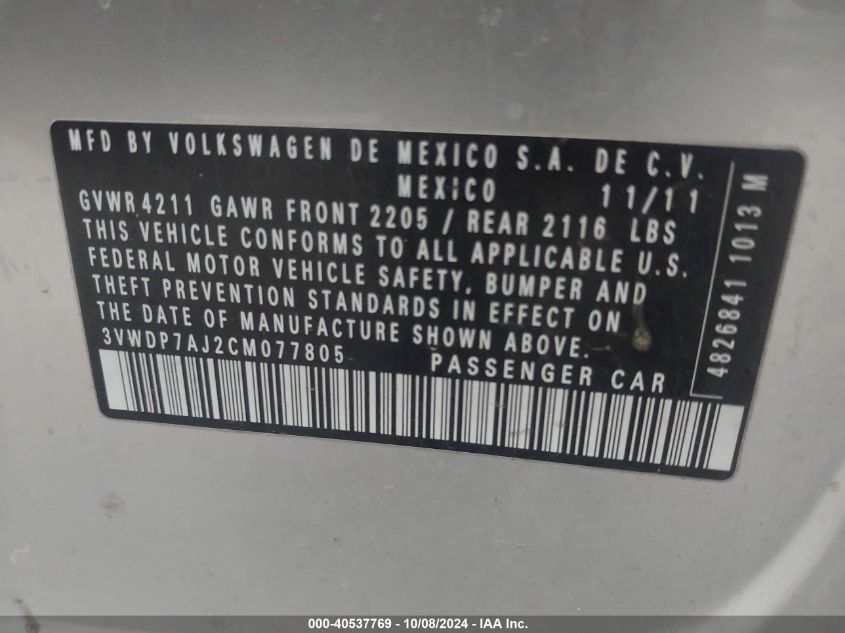 MFD BY VOLKSWAGEN DE MEXICO S.A. DE C.V.
MEXICO 11/11
GVWR 4211 GAWR FRONT 2205 / REAR 2116 LBS
THIS VEHICLE CONFORMS TO ALL APPLICABLE U.S.
FEDERAL MOTOR VEHICLE SAFETY, BUMPER AND
THEFT PREVENTION STANDARDS IN EFFECT ON
THE DATE OF MANUFACTURE SHOWN ABOVE.
3VWDP7AJ2CM077805 PASSENGER CAR
4826841 1013 M
000-40537769 - 10/08/2024 - IAA, Inc.